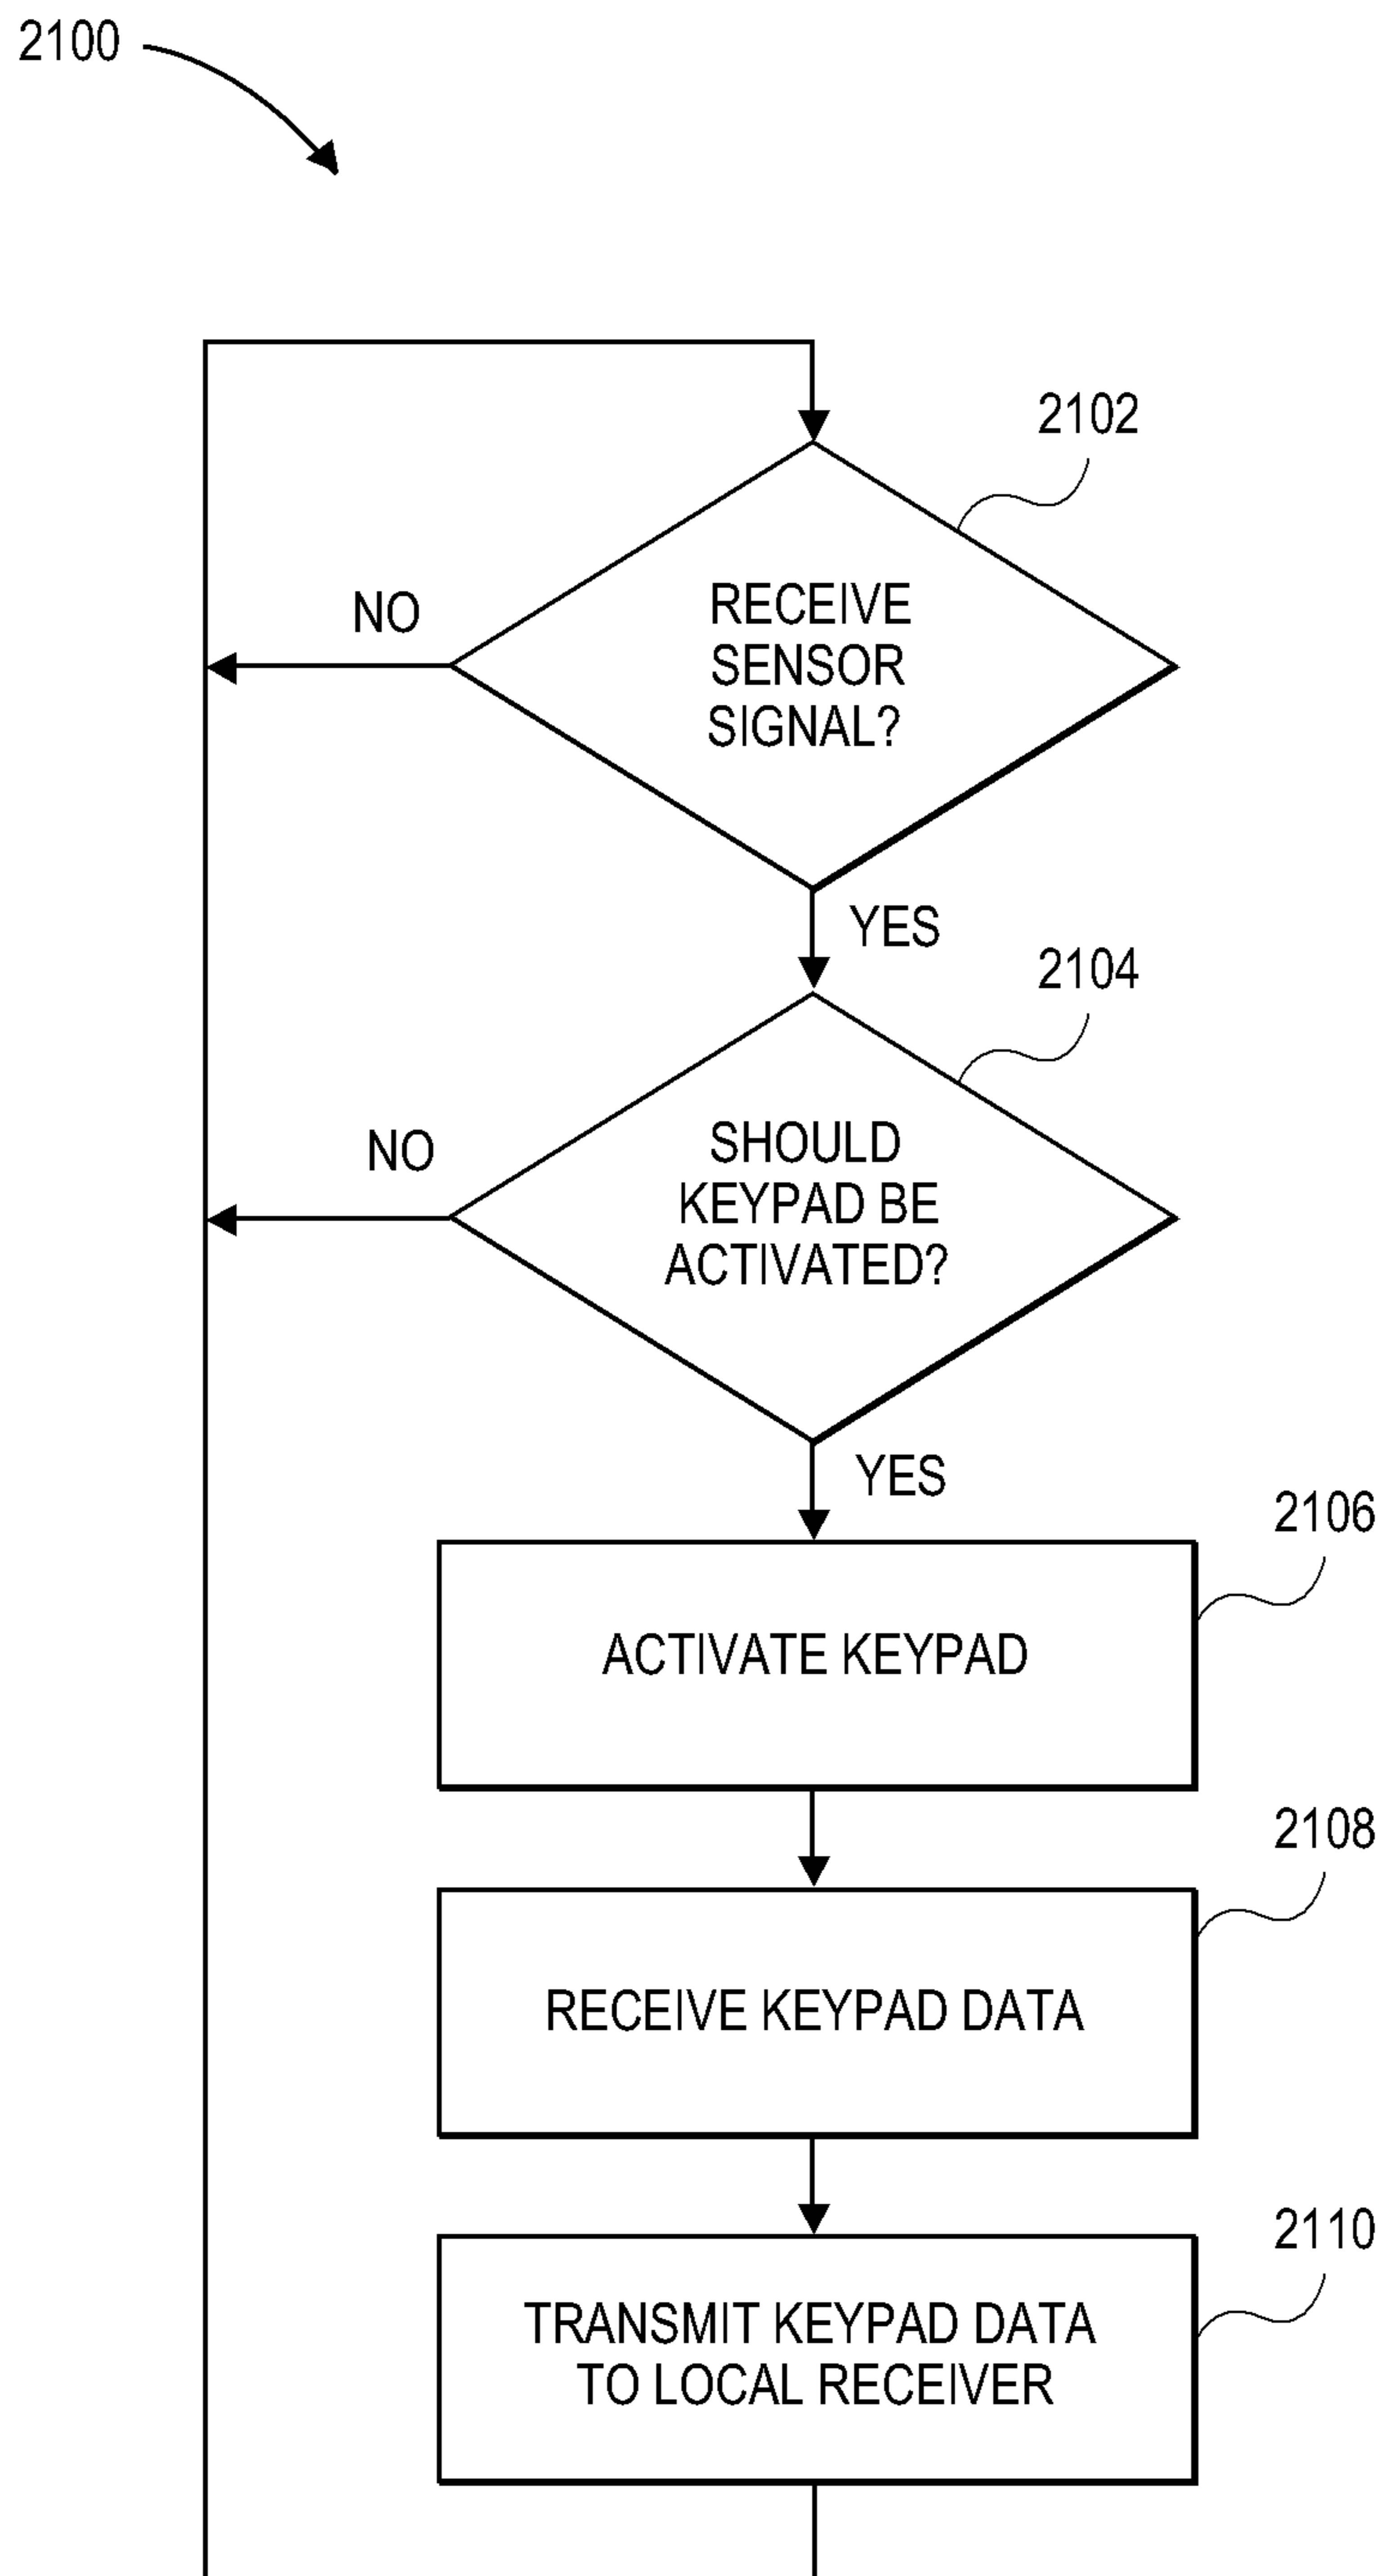 2100
2102
NO
RECEIVE
SENSOR
SIGNAL?
YES
2104
NO
SHOULD
KEYPAD BE
ACTIVATED?
YES
2106
ACTIVATE KEYPAD
2108
RECEIVE KEYPAD DATA
2110
TRANSMIT KEYPAD DATA
TO LOCAL RECEIVER